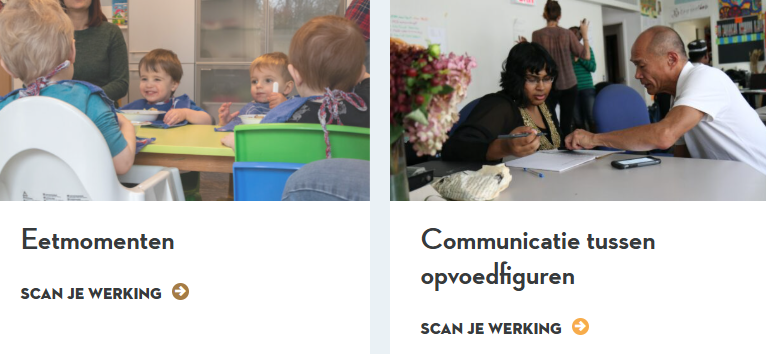 Eetmomenten
SCAN JE WERKING
Communicatie tussen
opvoedfiguren
SCAN JE WERKING